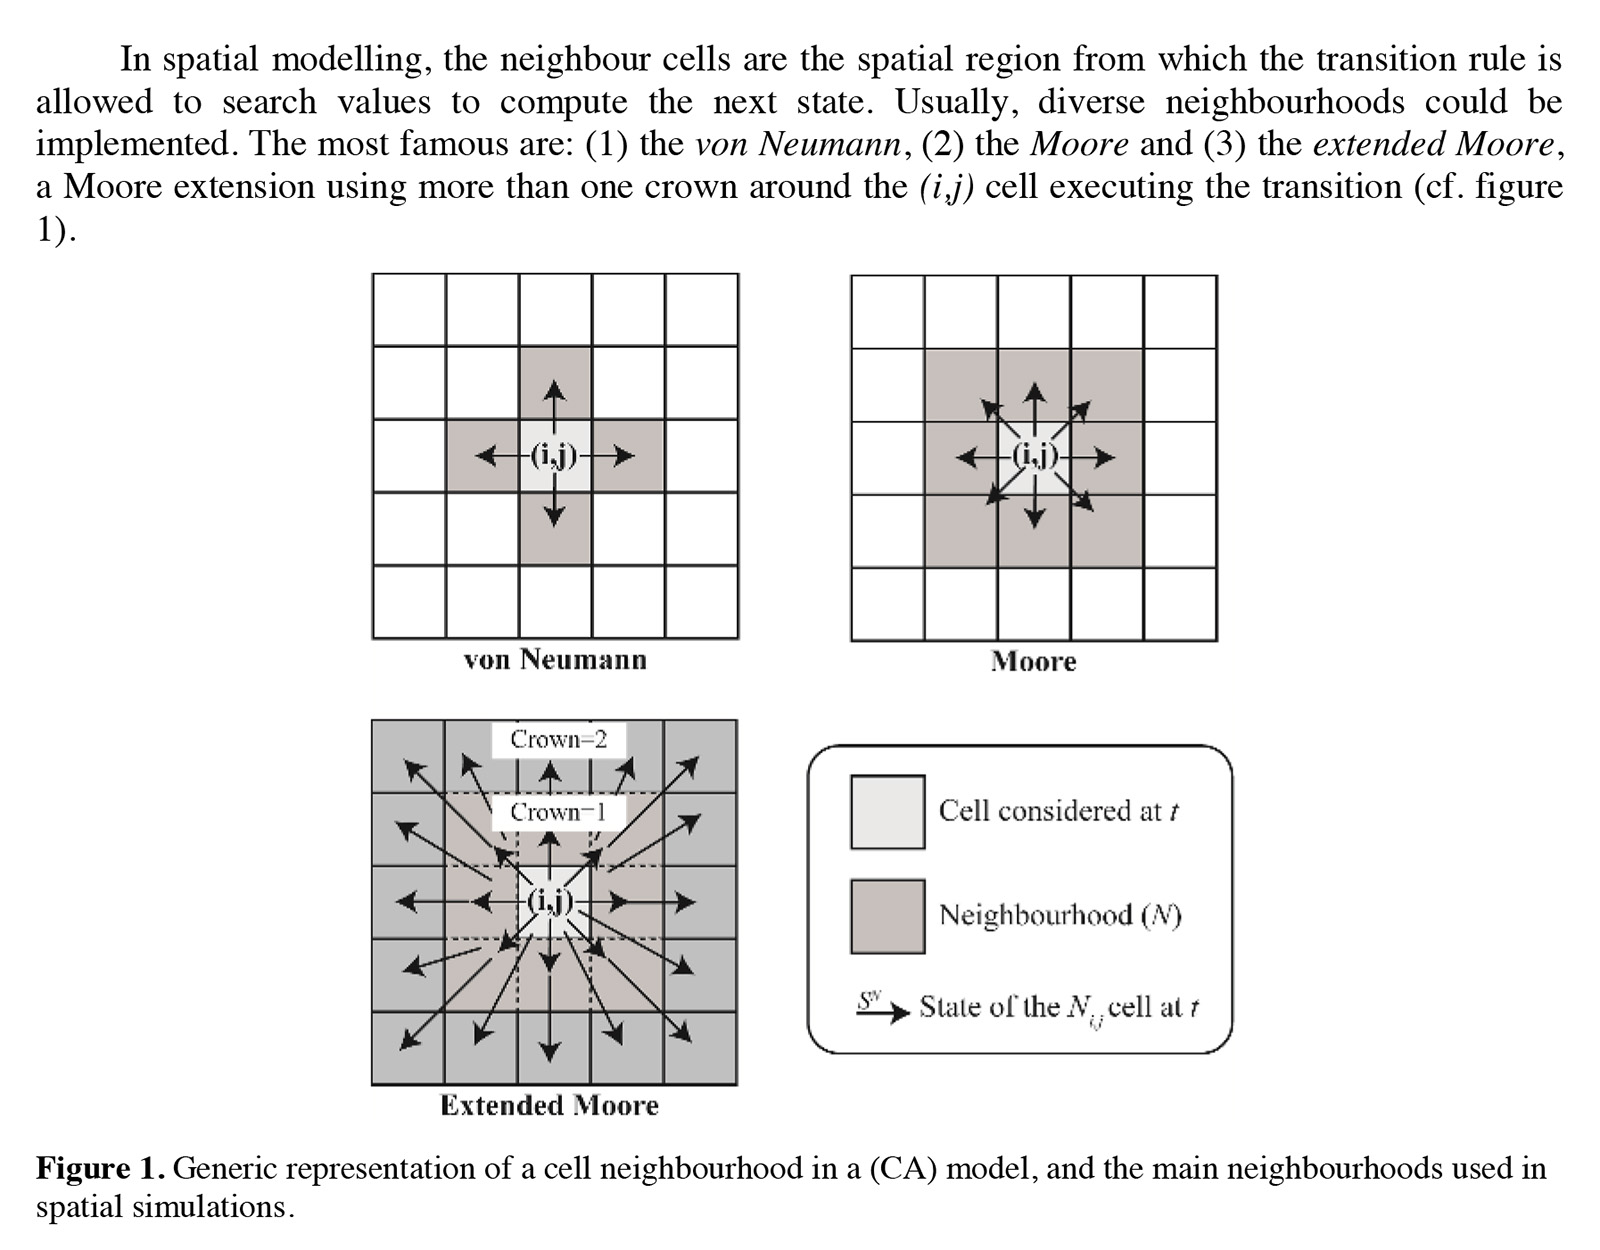 In spatial modelling, the neighbour cells are the spatial region from which the transition rule is
allowed to search values to compute the next state. Usually, diverse neighbourhoods could be
implemented. The most famous are: (1) the von Neumann, (2) the Moore and (3) the extended Moore,
a Moore extension using more than one crown around the (i,j) cell executing the transition (cf. figure
1).
(i,j)
von Neumann
(i,j)
Moore
Crown=2
Crown=1
(i,j)
Extended Moore
Cell considered at t
Neighbourhood (N)
S^N State of the N_i,j cell at t
Figure 1. Generic representation of a cell neighbourhood in a (CA) model, and the main neighbourhoods used in
spatial simulations.